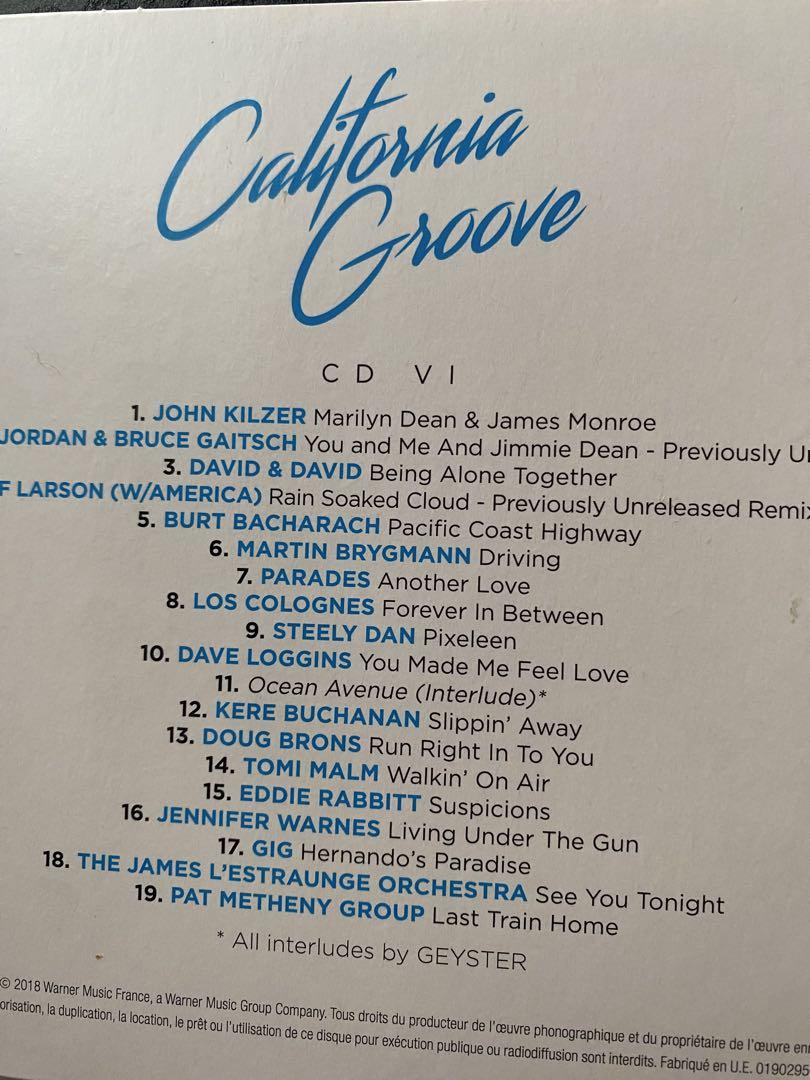 California
Groove
CD VI
1. JOHN KILZER Marilyn Dean & James Monroe
JORDAN & BRUCE GAITSCH You and Me And Jimmie Dean - Previously
3. DAVID & DAVID Being Alone Together
F LARSON (W/AMERICA) Rain Soaked Cloud - Previously Unreleased Remi
5. BURT BACHARACH Pacific Coast Highway
6. MARTIN BRYGMANN Driving
7. PARADES Another Love
8. LOS COLOGNES Forever In Between
9. STEELY DAN Pixeleen
10. DAVE LOGGINS You Made Me Feel Love
11. Ocean Avenue (Interlude)*
12. KERE BUCHANAN Slippin' Away
13. DOUG BRONS Run Right In To You
14. TOMI MALM Walkin' On Air
15. EDDIE RABBITT Suspicions
16. JENNIFER WARNES Living Under The Gun
17. GIG Hernando's Paradise
18. THE JAMES L'ESTRAUNGE ORCHESTRA See You Tonight
19. PAT METHENY GROUP Last Train Home
* All interludes by GEYSTER
© 2018 Warner Music France, a Warner Music Group Company. Tous droits du producteur de l'œuvre phonographique et du propriétaire de l'œuvre en
orisation, la duplication, la location, le prêt ou l'utilisation de ce disque pour exécution publique ou radiodiffusion sont interdits. Fabriqué en U.E. 0190295